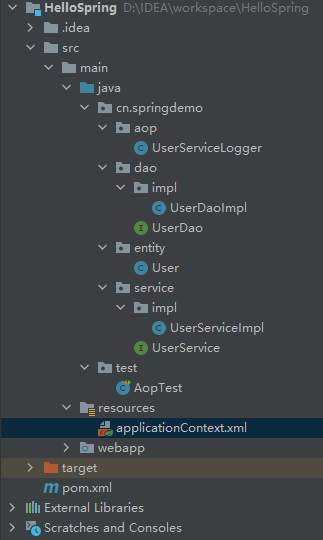 HelloSpring D:\IDEA\workspace\HelloSpring
.idea
src
main
java
cn.springdemo
aop
UserServiceLogger
dao
impl
UserDaoImpl
UserDao
entity
User
service
impl
UserServiceImpl
UserService
test
AopTest
resources
applicationContext.xml
webapp
target
pom.xml
External Libraries
Scratches and Consoles